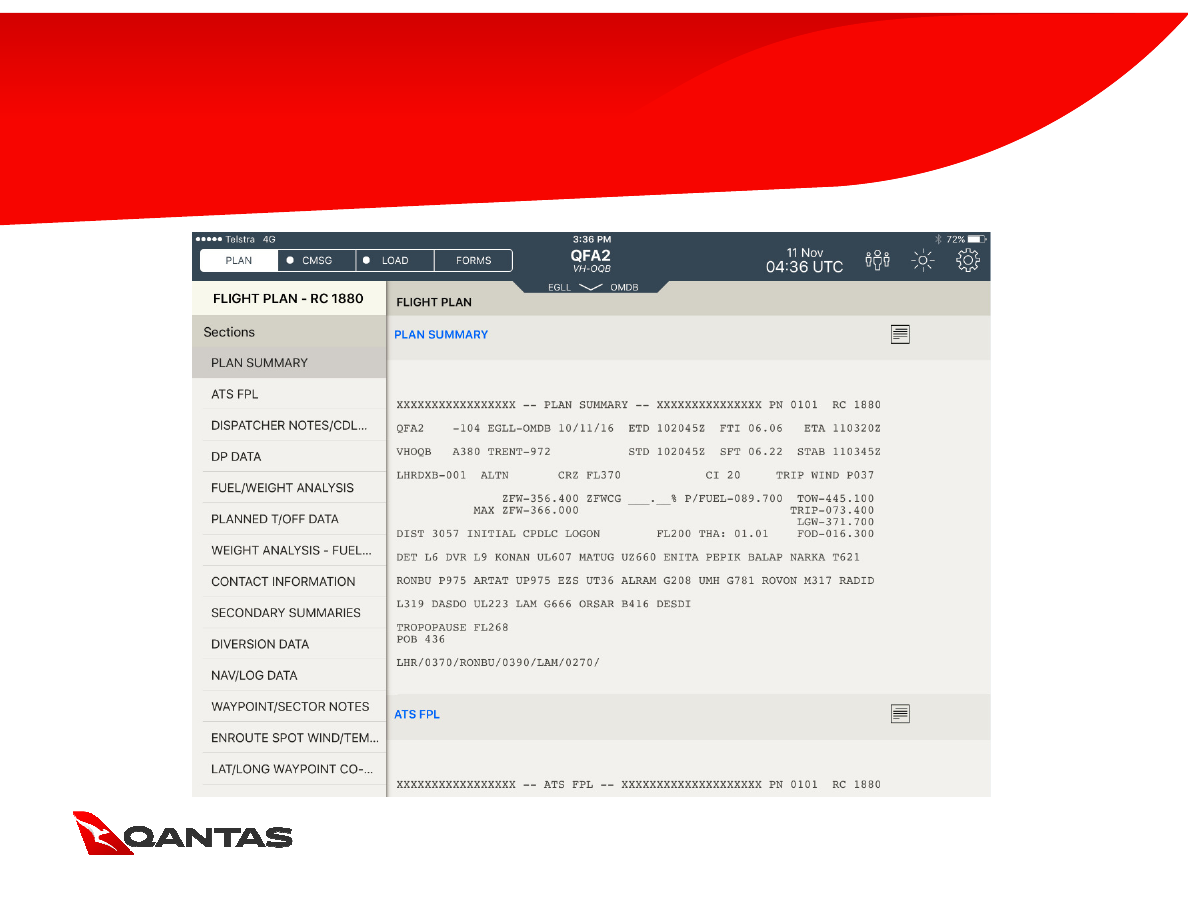 Telstra 4G
3:36 PM
72%
PLAN
CMSG
LOAD
FORMS
QFA2
VH-OQB
11 Nov
04:36 UTC
EGLL OMDB
FLIGHT PLAN - RC 1880
Sections
PLAN SUMMARY
ATS FPL
DISPATCHER NOTES/CDL...
DP DATA
FUEL/WEIGHT ANALYSIS
PLANNED T/OFF DATA
WEIGHT ANALYSIS - FUEL...
CONTACT INFORMATION
SECONDARY SUMMARIES
DIVERSION DATA
NAV/LOG DATA
WAYPOINT/SECTOR NOTES
ENROUTE SPOT WIND/TEM...
LAT/LONG WAYPOINT CO-...
FLIGHT PLAN
PLAN SUMMARY
XXXXXXXXXXXXXXXXX -- PLAN SUMMARY -- XXXXXXXXXXXXXXX PN 0101 RC 1880
QFA2 -104 EGLL-OMDB 10/11/16 ETD 102045Z FTI 06.06 ETA 110320Z
VHOQB A380 TRENT-972 STD 102045Z SFT 06.22 STAB 110345Z
LHRDXB-001 ALTN CRZ FL370 CI 20 TRIP WIND P037
ZFW-356.400 ZFWCG ___.__% P/FUEL-089.700 TOW-445.100
MAX ZFW-366.000 TRIP-073.400
LGW-371.700
DIST 3057 INITIAL CPDLC LOGON FL200 THA: 01.01 FOD-016.300
DET L6 DVR L9 KONAN UL607 MATUG UZ660 ENITA PEPIK BALAP NARKA T621
RONBU P975 ARTAT UP975 EZS UT36 ALRAM G208 UMH G781 ROVON M317 RADID
L319 DASDO UL223 LAM G666 ORSAR B416 DESDI
TROPOPAUSE FL268
POB 436
LHR/0370/RONBU/0390/LAM/0270/
ATS FPL
XXXXXXXXXXXXXXXXX -- ATS FPL -- XXXXXXXXXXXXXXXXXXXX PN 0101 RC 1880
QANTAS